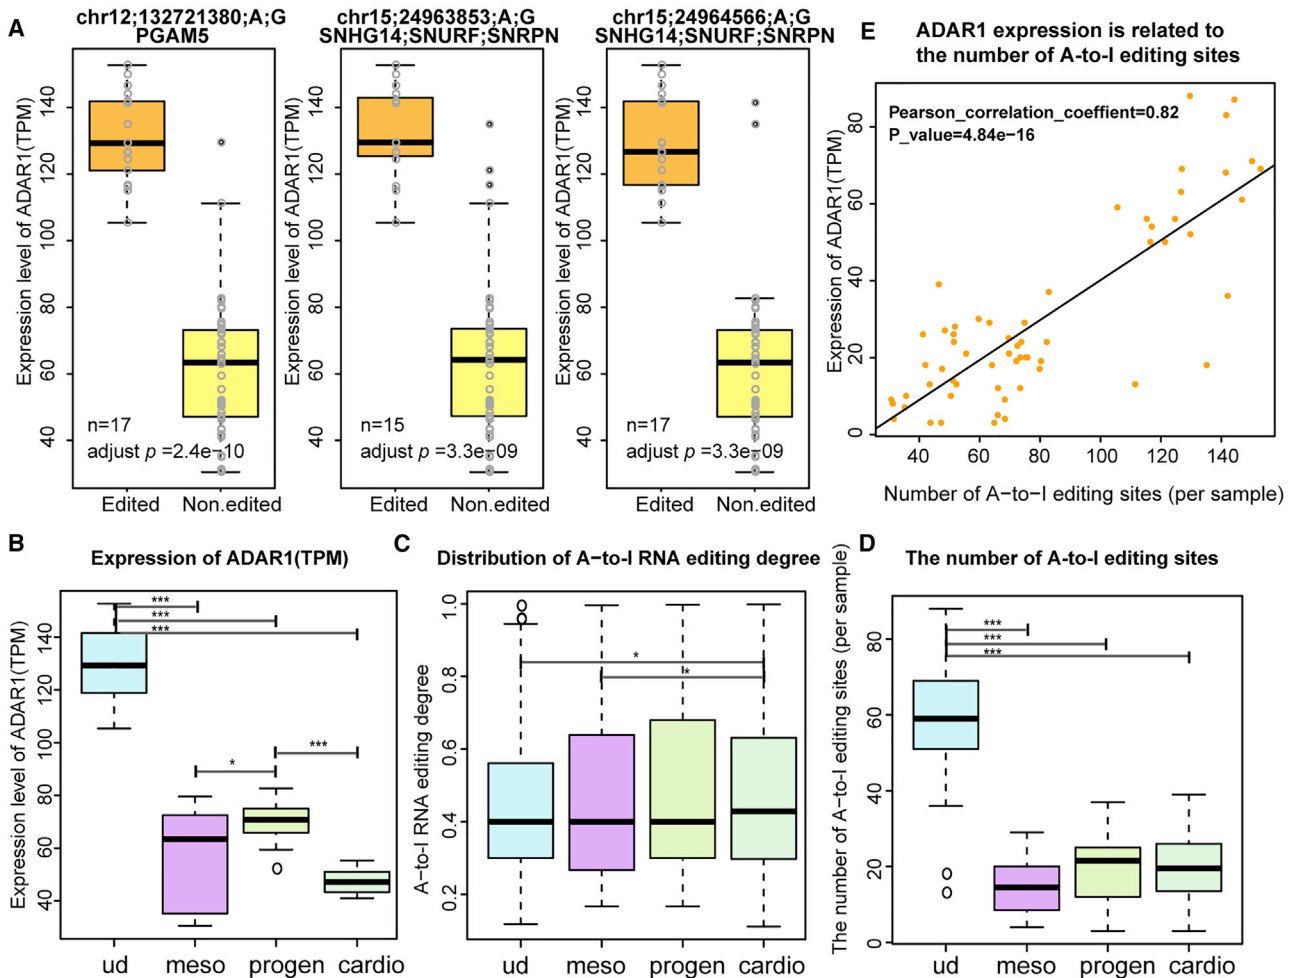 A
chr12;132721380;A;G
PGAM5
Expression level of ADAR1(TPM)
140
120
100
80
60
40
n=17
adjust p =2.4e−10
Edited
Non.edited
chr15;24963853;A;G
SNHG14;SNURF;SNRPN
Expression level of ADAR1(TPM)
140
120
100
80
60
40
n=15
adjust p =3.3e−09
Edited
Non.edited
chr15;24964566;A;G
SNHG14;SNURF;SNRPN
Expression level of ADAR1(TPM)
140
120
100
80
60
40
n=17
adjust p =3.3e−09
Edited
Non.edited
E
ADAR1 expression is related to
the number of A-to-I editing sites
Pearson_correlation_coeffient=0.82
P_value=4.84e−16
Expression of ADAR1(TPM)
80
60
40
20
0
40
60
80
100
120
140
Number of A−to−I editing sites (per sample)
B
Expression of ADAR1(TPM)
Expression level of ADAR1(TPM)
140
120
100
80
60
40
***
***
***
*
***
ud
meso
progen
cardio
C
Distribution of A−to−I RNA editing degree
A−to−I RNA editing degree
1.0
0.8
0.6
0.4
0.2
*
*
ud
meso
progen
cardio
D
The number of A-to-I editing sites
The number of A−to−I editing sites (per sample)
80
60
40
20
0
***
***
***
ud
meso
progen
cardio